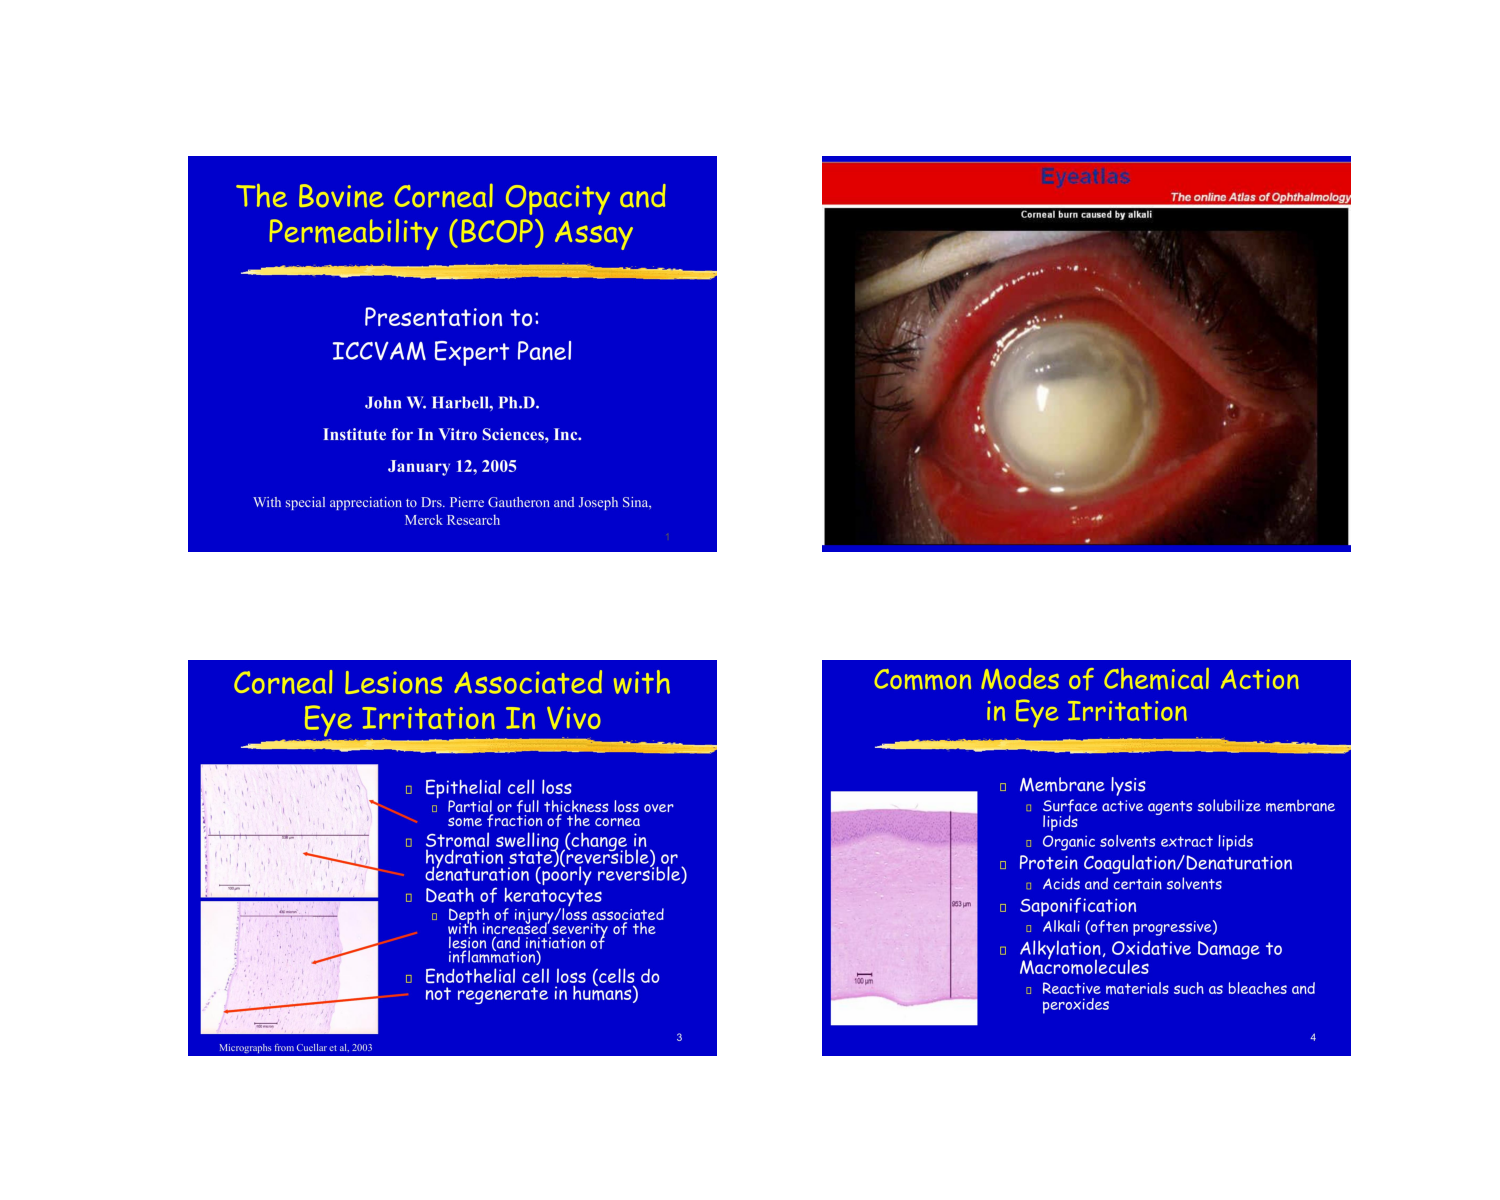 The Bovine Corneal Opacity and
Permeability (BCOP) Assay
Presentation to:
ICCVAM Expert Panel
John W. Harbell, Ph.D.
Institute for In Vitro Sciences, Inc.
January 12, 2005
With special appreciation to Drs. Pierre Gautheron and Joseph Sina,
Merck Research
1
Eyeatlas
The online Atlas of Ophthalmology
Corneal burn caused by alkali
Corneal Lesions Associated with
Eye Irritation In Vivo
Epithelial cell loss
Partial or full thickness loss over
some fraction of the cornea
Stromal swelling (change in
hydration state)(reversible) or
denaturation (poorly reversible)
Death of keratocytes
Depth of injury/loss associated
with increased severity of the
lesion (and initiation of
inflammation)
Endothelial cell loss (cells do
not regenerate in humans)
Micrographs from Cuellar et al, 2003
3
Common Modes of Chemical Action
in Eye Irritation
953 µm
100 µm
Membrane lysis
Surface active agents solubilize membrane
lipids
Organic solvents extract lipids
Protein Coagulation/Denaturation
Acids and certain solvents
Saponification
Alkali (often progressive)
Alkylation, Oxidative Damage to
Macromolecules
Reactive materials such as bleaches and
peroxides
4